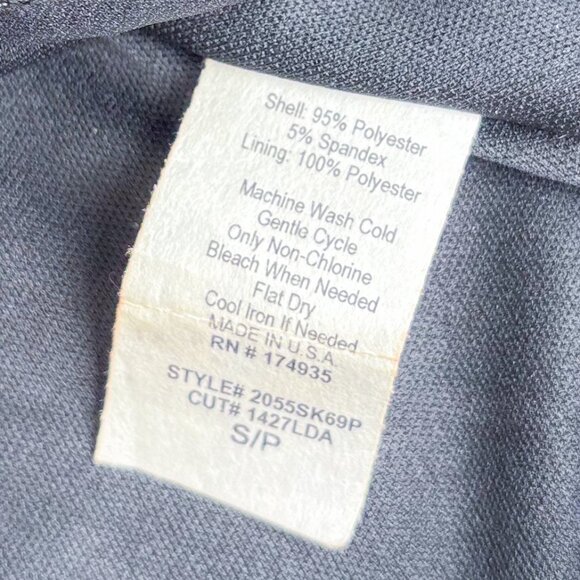 Shell: 95% Polyester
5% Spandex
Lining: 100% Polyester
Machine Wash Cold
Gentle Cycle
Only Non-Chlorine
Bleach When Needed
Flat Dry
Cool Iron If Needed
MADE IN U.S.A.
RN # 174935
STYLE# 2055SK69P
CUT# 1427LDA
S/P